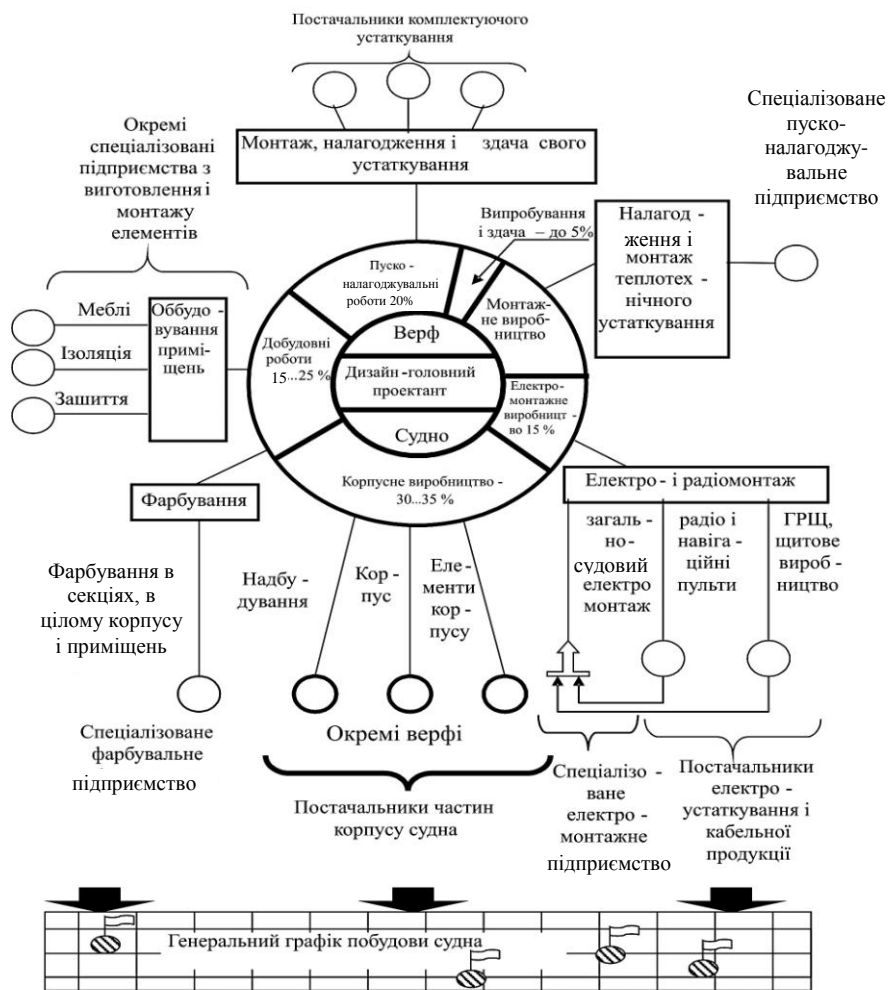 Постачальники комплектуючого
устаткування
Спеціалізоване
пуско-
налагоджу-
вальне
підприємство
Окремі
спеціалізовані
підприємства з
виготовлення і
монтажу
елементів
Монтаж, налагодження і здача свого
устаткування
Випробування
і здача – до 5%
Налагод -
ження і
монтаж
теплотех -
нічного
устаткування
Пуско -
налагоджувальні
роботи 20%
Монтаж-
не вироб-
ництво
Меблі
Ізоляція
Зашиття
Оббудо -
вування
примі-
щень
Добудовні
роботи
15...25 %
Верф
Дизайн -головний
проектант
Судно
Електро-
монтажне
виробницт -
во 15 %
Корпусне виробництво -
30...35 %
Фарбування
Електро - і радіомонтаж
загаль -
но-
судовий
електро
монтаж
радіо і
навіга -
ційні
пульти
ГРЩ,
щитове
вироб -
ництво
Фарбування в
секціях, в
цілому корпусу
і приміщень
Надбу -
дування
Кор -
пус
Еле-
менти
кор -
пусу
Спеціалізоване
фарбувальне
підприємство
Окремі верфі
Постачальники частин
корпусу судна
Спеціалізо -
ване
електро -
монтажне
підприємство
Постачальники
електро -
устаткування і
кабельної
продукції
Генеральний графік побудови судна